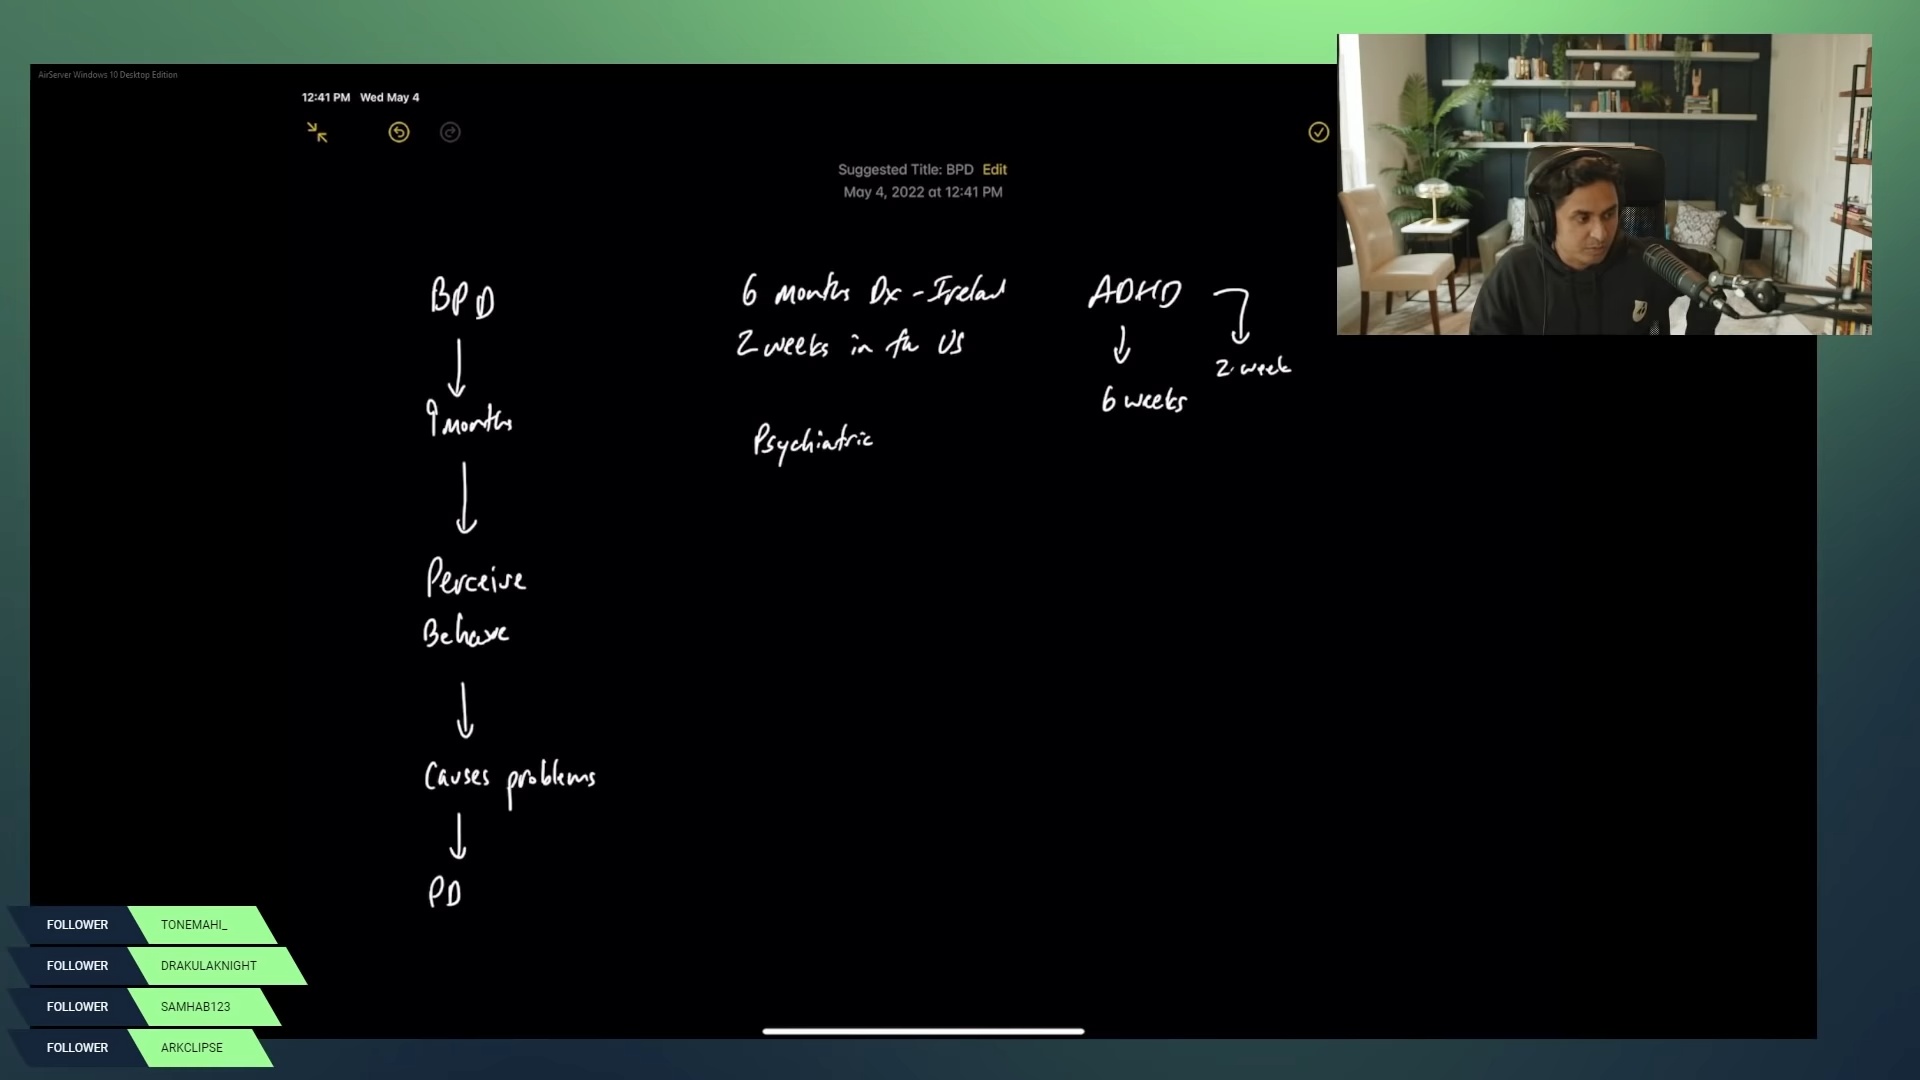 AirServer Windows 10 Desktop Edition
12:41 PM Wed May 4
Suggested Title: BPD Edit
May 4, 2022 at 12:41 PM
BPD
months
Perceive
Behave
Causes problems
PD
6 months Dx - Ireland
2 weeks in the US
Psychiatric
ADHD
2 week
6 weeks
FOLLOWER TONEMAHI_
FOLLOWER DRAKULAKNIGHT
FOLLOWER SAMHAB123
FOLLOWER ARKCLIPSE